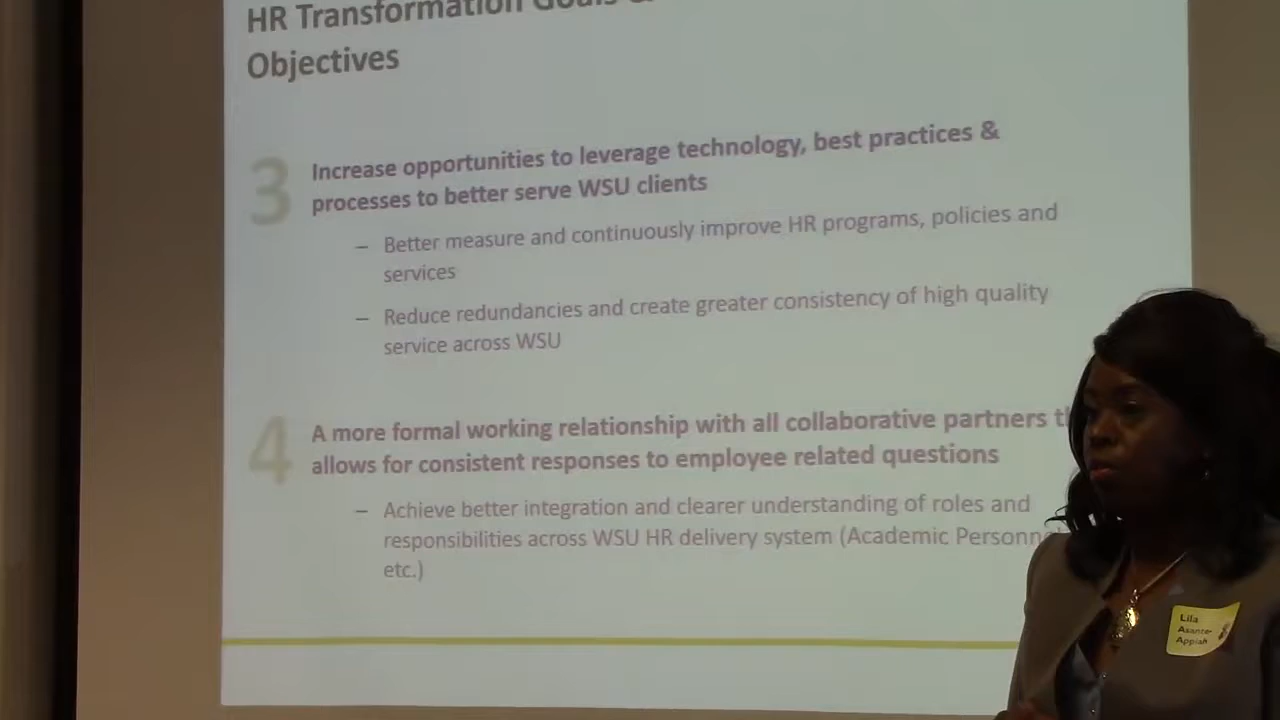 HR Transformation Goals &
Objectives
3
Increase opportunities to leverage technology, best practices &
processes to better serve WSU clients
– Better measure and continuously improve HR programs, policies and
services
– Reduce redundancies and create greater consistency of high quality
service across WSU
4
A more formal working relationship with all collaborative partners
allows for consistent responses to employee related questions
– Achieve better integration and clearer understanding of roles and
responsibilities across WSU HR delivery system (Academic
etc.)
Lila
Asante-
Appiah